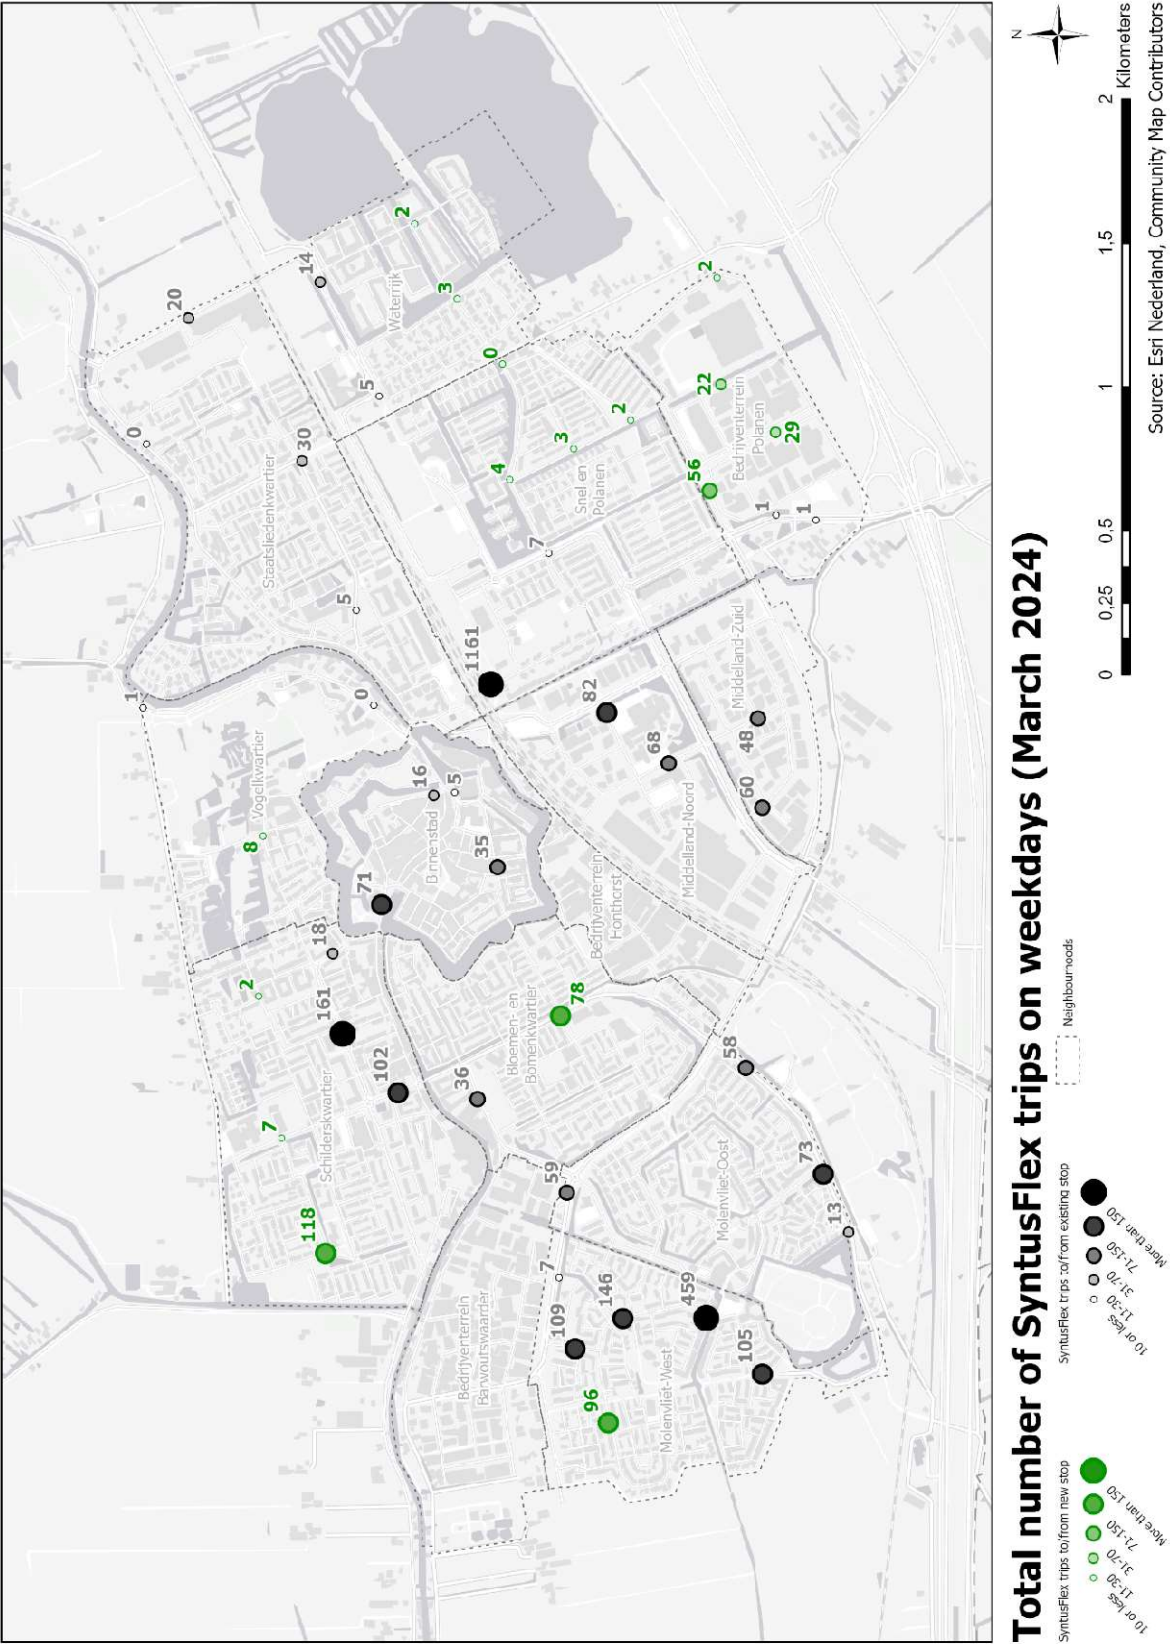 118
7
2
161
18
102
8
Vogelkwartier
Schilderskwartier
1
0
20
14
30
5
Staatsliedenkwartier
5
0
2
3
Waterrijk
71
16
5
35
Binnenstad
1161
0
4
3
2
7
Snel en
Polanen
36
78
Bloemen- en
Bomenkwartier
Bedrijventerrein
Honthorst
82
68
Middelland-Noord
48
60
Middelland-Zuid
56
22
29
2
1
1
Bedrijventerrein
Polanen
Bedrijventerrein
Barwoutswaarder
59
7
109
146
96
459
105
Molenvliet-West
Molenvliet-Oost
58
73
13
Total number of SyntusFlex trips on weekdays (March 2024)
SyntusFlex trips to/from new stop
10 or less
11-30
31-70
71-150
More than 150
SyntusFlex trips to/from existing stop
10 or less
11-30
31-70
71-150
More than 150
Neighbourhoods
0
0,25
0,5
1
1,5
2
Kilometers
N
Source: Esri Nederland, Community Map Contributors